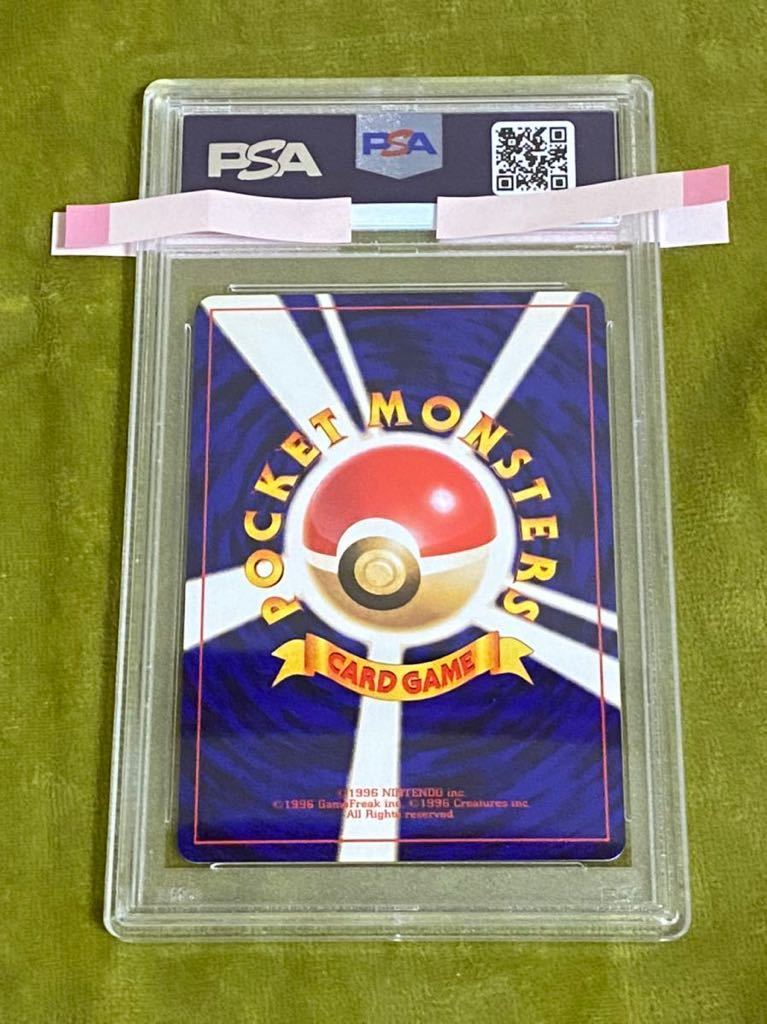 PSA
PSA
POCKET MONSTERS
CARD GAME
©1996 NINTENDO inc.
©1996 GameFreak inc. ©1996 Creatures inc.
All Rights reserved.